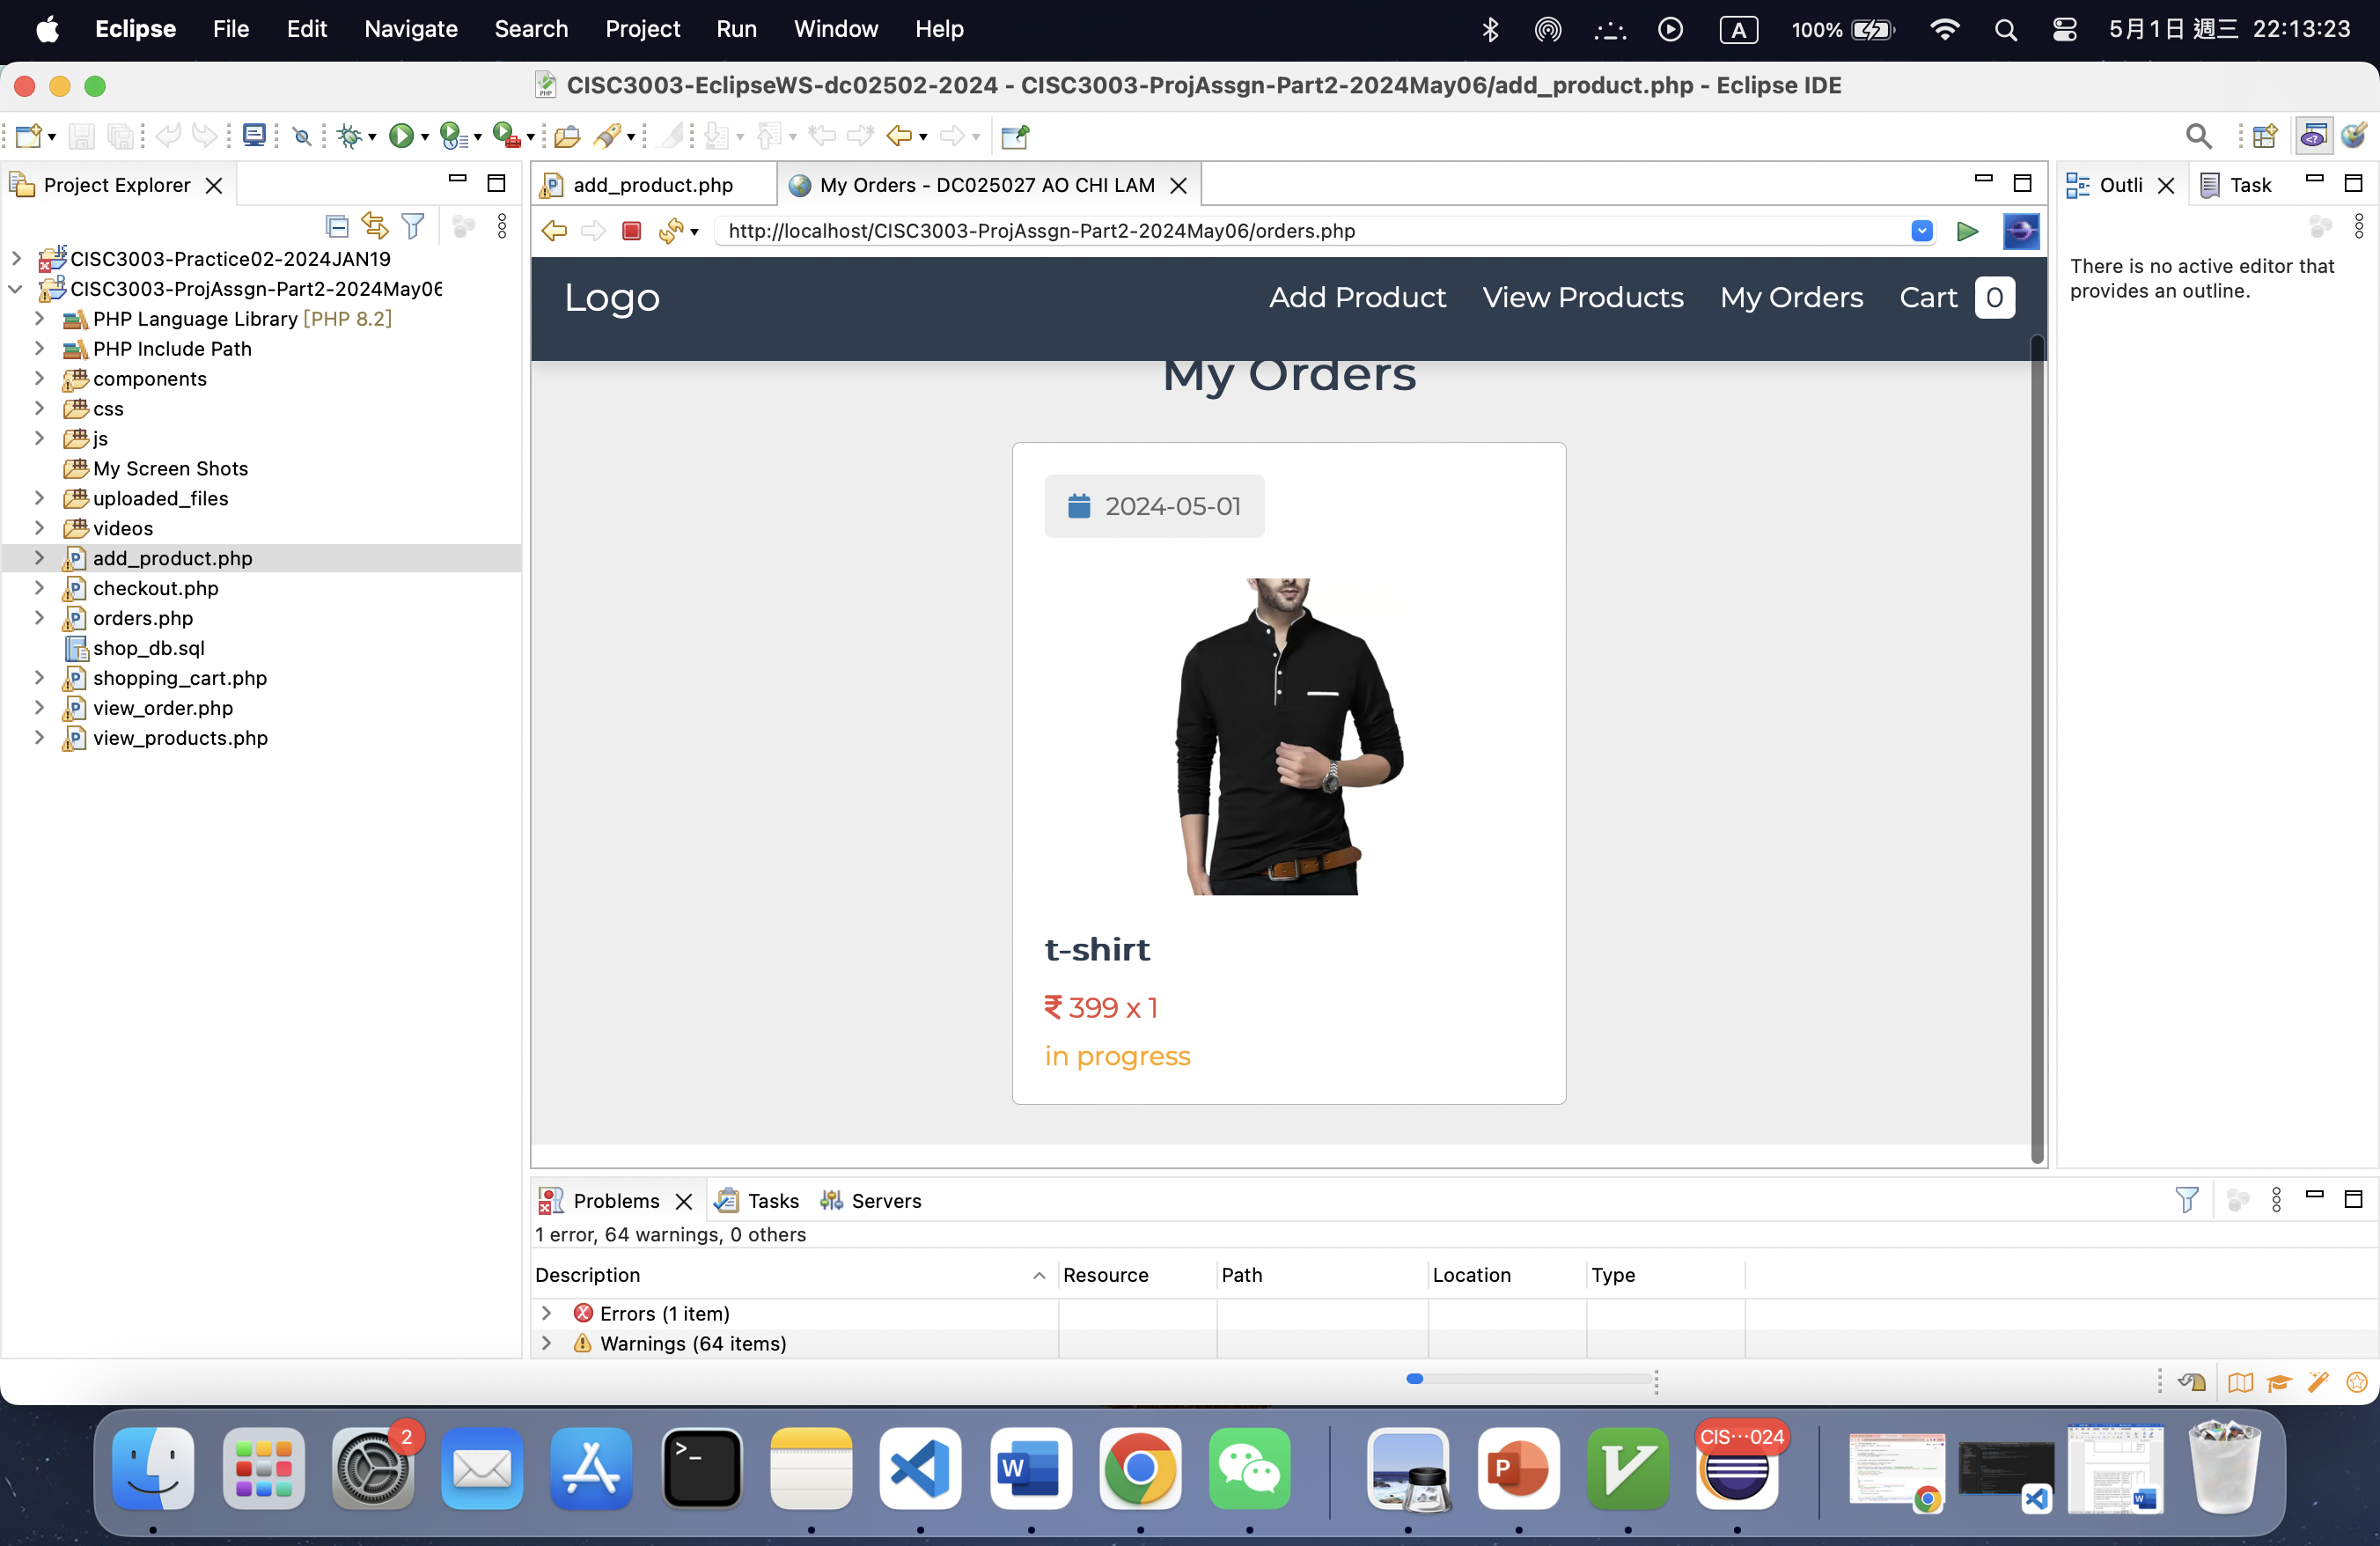 Eclipse File Edit Navigate Search Project Run Window Help A 100% 5月1日 週三 22:13:23
CISC3003-EclipseWS-dc02502-2024 - CISC3003-ProjAssgn-Part2-2024May06/add_product.php - Eclipse IDE
Project Explorer
CISC3003-Practice02-2024JAN19
CISC3003-ProjAssgn-Part2-2024May06
PHP Language Library [PHP 8.2]
PHP Include Path
components
css
js
My Screen Shots
uploaded_files
videos
add_product.php
checkout.php
orders.php
shop_db.sql
shopping_cart.php
view_order.php
view_products.php
add_product.php My Orders - DC025027 AO CHI LAM
http://localhost/CISC3003-ProjAssgn-Part2-2024May06/orders.php
Logo Add Product View Products My Orders Cart 0
My Orders
2024-05-01
t-shirt
₹ 399 x 1
in progress
Outli Task
There is no active editor that
provides an outline.
Problems Tasks Servers
1 error, 64 warnings, 0 others
Description Resource Path Location Type
Errors (1 item)
Warnings (64 items)
2
CIS···024